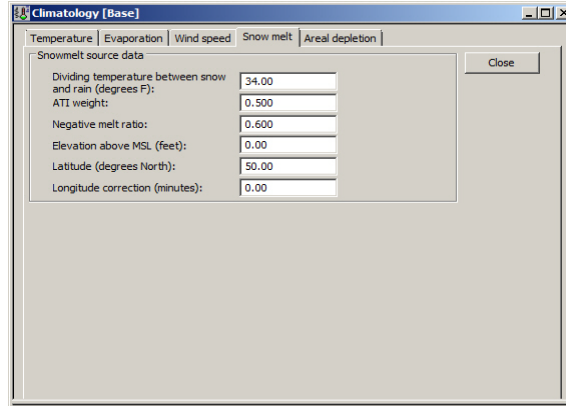 Climatology [Base]
Temperature Evaporation Wind speed Snow melt Areal depletion
Snowmelt source data
Close
Dividing temperature between snow
and rain (degrees F):
34.00
ATI weight:
0.500
Negative melt ratio:
0.600
Elevation above MSL (feet):
0.00
Latitude (degrees North):
50.00
Longitude correction (minutes):
0.00